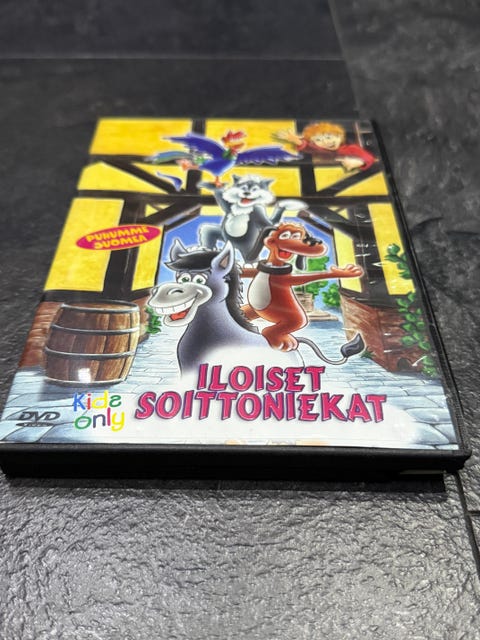 PUHUMME
SUOMEA
ILOISET
SOITTONIEKAT
Kids
only
DVD